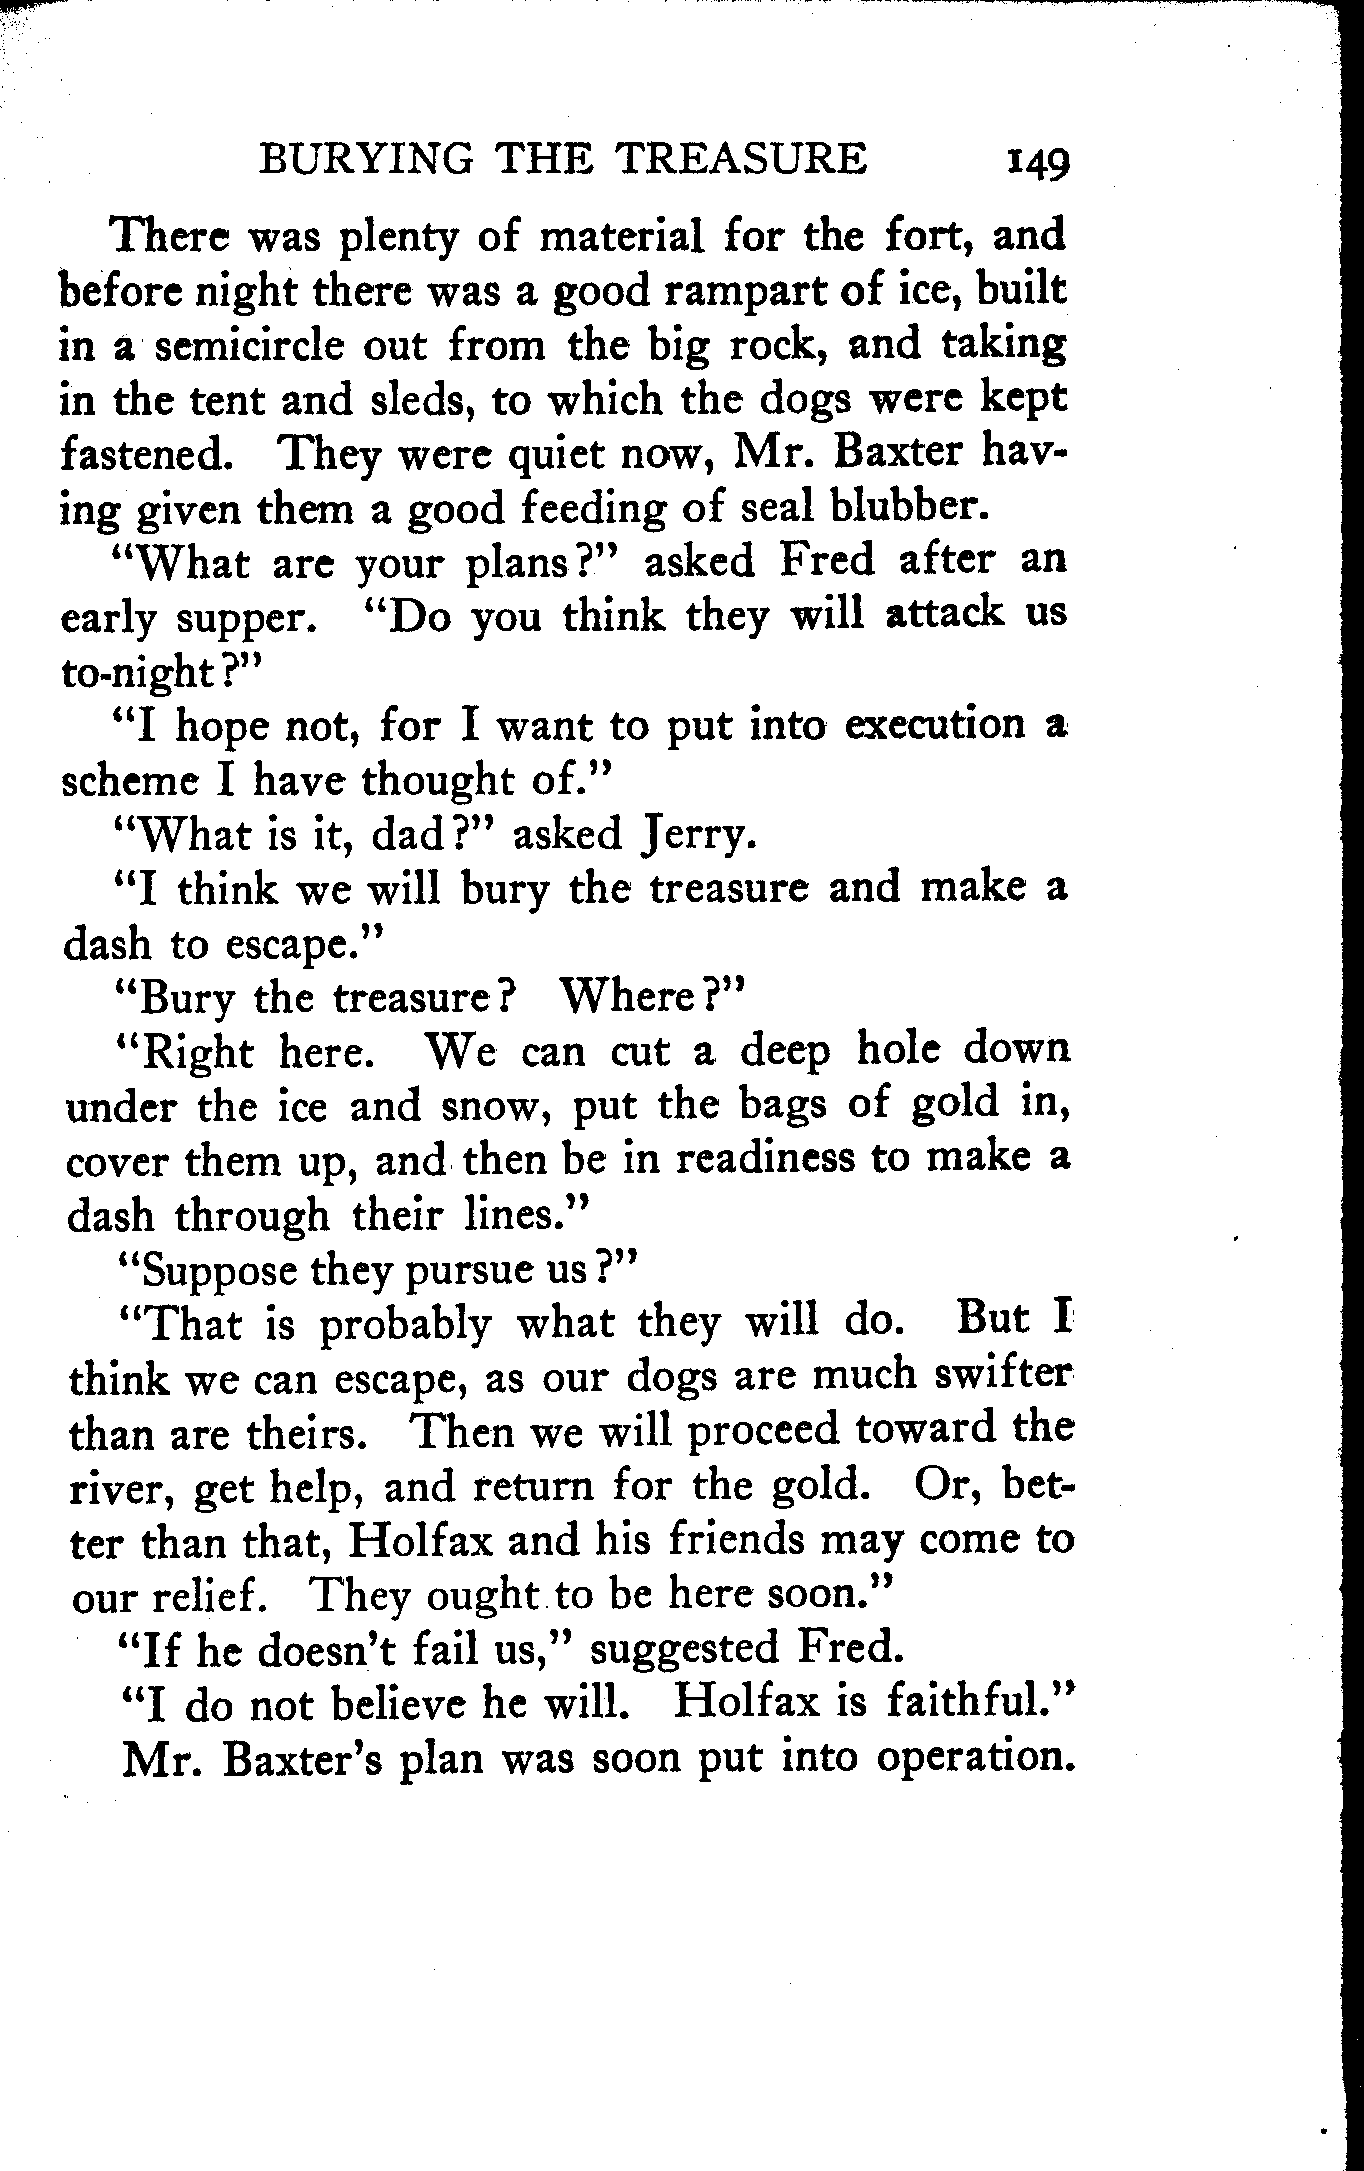 BURYING THE TREASURE 149
There was plenty of material for the fort, and
before night there was a good rampart of ice, built
in a semicircle out from the big rock, and taking
in the tent and sleds, to which the dogs were kept
fastened. They were quiet now, Mr. Baxter hav-
ing given them a good feeding of seal blubber.
"What are your plans?" asked Fred after an
early supper. "Do you think they will attack us
to-night?"
"I hope not, for I want to put into execution a
scheme I have thought of."
"What is it, dad?" asked Jerry.
"I think we will bury the treasure and make a
dash to escape."
"Bury the treasure? Where?"
"Right here. We can cut a deep hole down
under the ice and snow, put the bags of gold in,
cover them up, and then be in readiness to make a
dash through their lines."
"Suppose they pursue us?"
"That is probably what they will do. But I
think we can escape, as our dogs are much swifter
than are theirs. Then we will proceed toward the
river, get help, and return for the gold. Or, bet-
ter than that, Holfax and his friends may come to
our relief. They ought to be here soon."
"If he doesn't fail us," suggested Fred.
"I do not believe he will. Holfax is faithful."
Mr. Baxter's plan was soon put into operation.